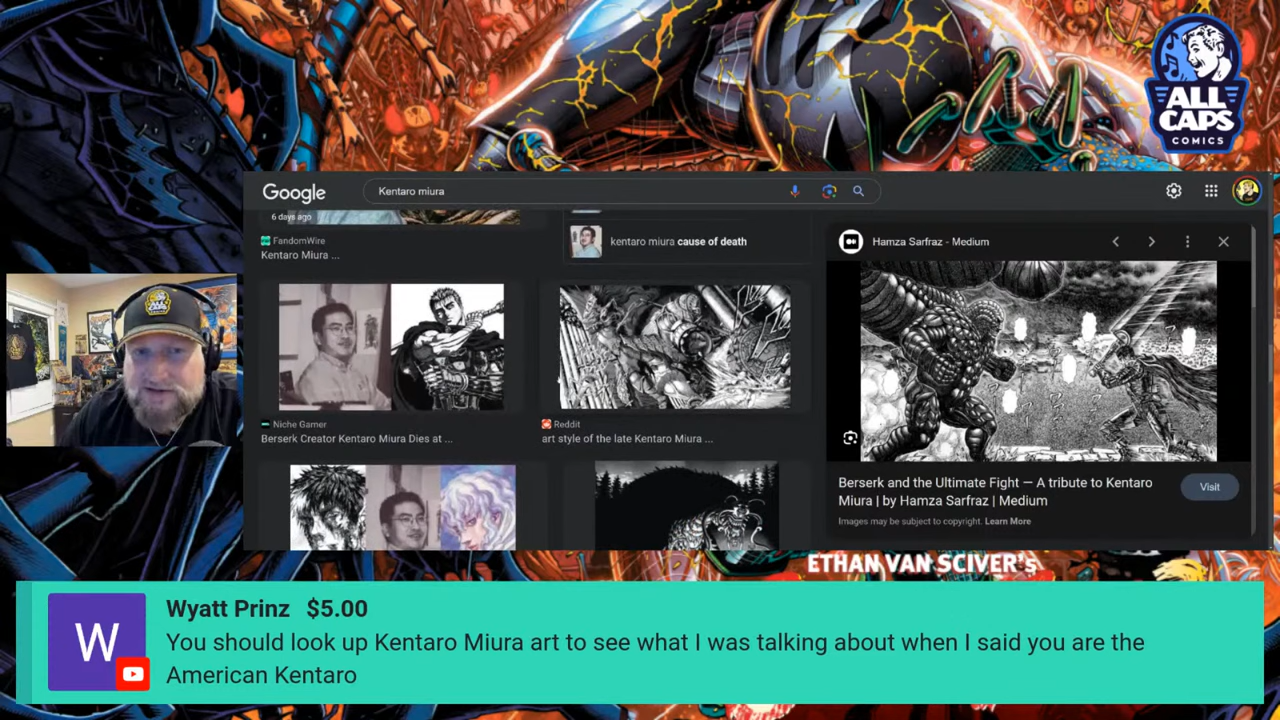 ALL
CAPS
COMICS
Google
Kentaro miura
6 days ago
FandomWire
Kentaro Miura ...
kentaro miura cause of death
Niche Gamer
Berserk Creator Kentaro Miura Dies at ...
Reddit
art style of the late Kentaro Miura ...
Hamza Sarfraz - Medium
Berserk and the Ultimate Fight — A tribute to Kentaro
Miura | by Hamza Sarfraz | Medium
Visit
Images may be subject to copyright. Learn More
ALL
CAPS
ETHAN VAN SCIVER's
W
Wyatt Prinz $5.00
You should look up Kentaro Miura art to see what I was talking about when I said you are the
American Kentaro